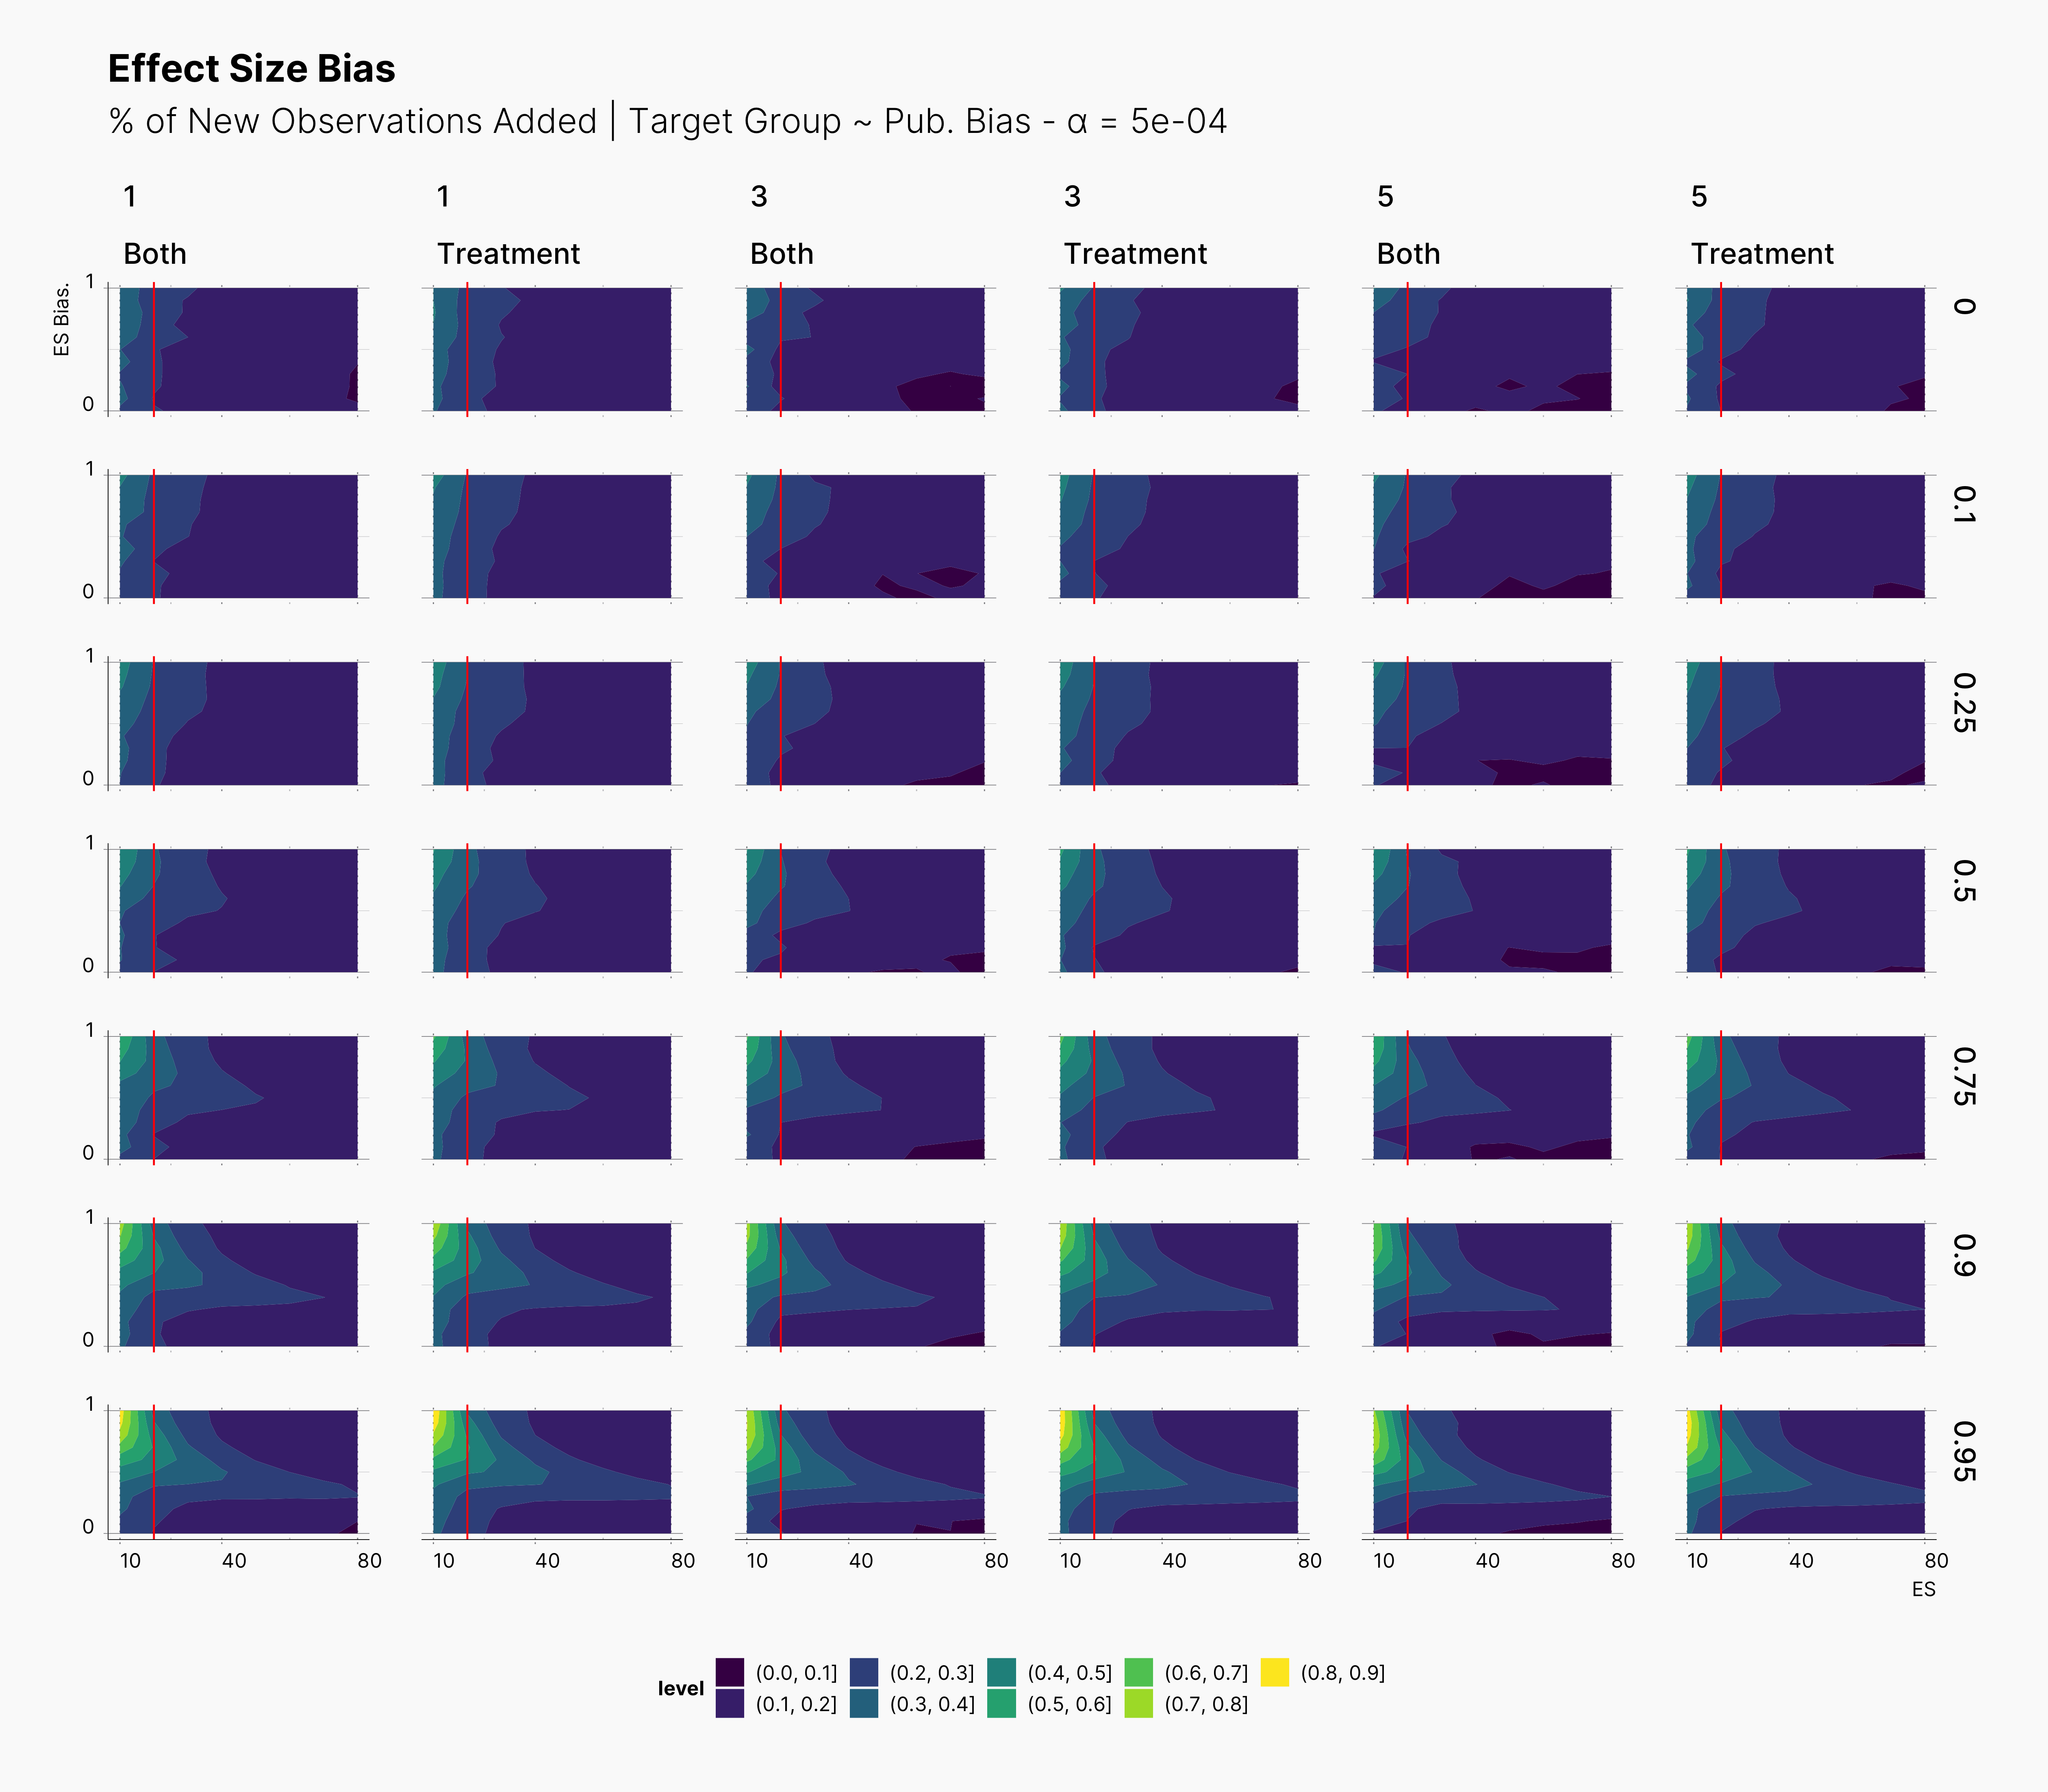 Effect Size Bias
% of New Observations Added | Target Group ~ Pub. Bias - α = 5e-04
1 1 3 3 5 5
Both Treatment Both Treatment Both Treatment
ES Bias.
1
0
0
1
0
0.1
1
0
0.25
1
0
0.5
1
0
0.75
1
0
0.9
1
0
0.95
10 40 80 10 40 80 10 40 80 10 40 80 10 40 80 10 40 80
ES
level
(0.0, 0.1] (0.2, 0.3] (0.4, 0.5] (0.6, 0.7] (0.8, 0.9]
(0.1, 0.2] (0.3, 0.4] (0.5, 0.6] (0.7, 0.8]